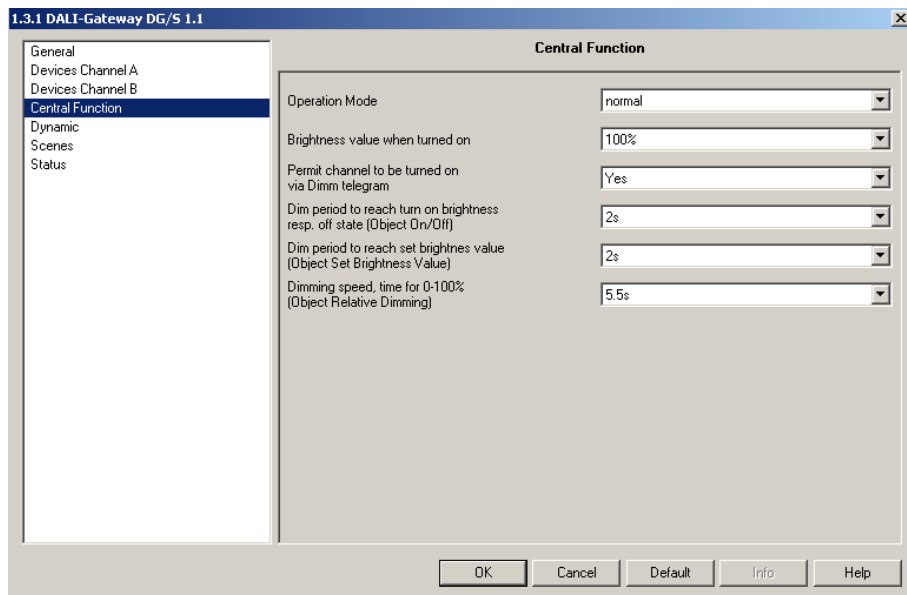 1.3.1 DALI-Gateway DG/S 1.1
General
Devices Channel A
Devices Channel B
Central Function
Dynamic
Scenes
Status
Central Function
Operation Mode
normal
Brightness value when turned on
100%
Permit channel to be turned on
via Dimm telegram
Yes
Dim period to reach turn on brightness
resp. off state (Object On/Off)
2s
Dim period to reach set brightnes value
(Object Set Brightness Value)
2s
Dimming speed, time for 0-100%
(Object Relative Dimming)
5.5s
OK
Cancel
Default
Info
Help